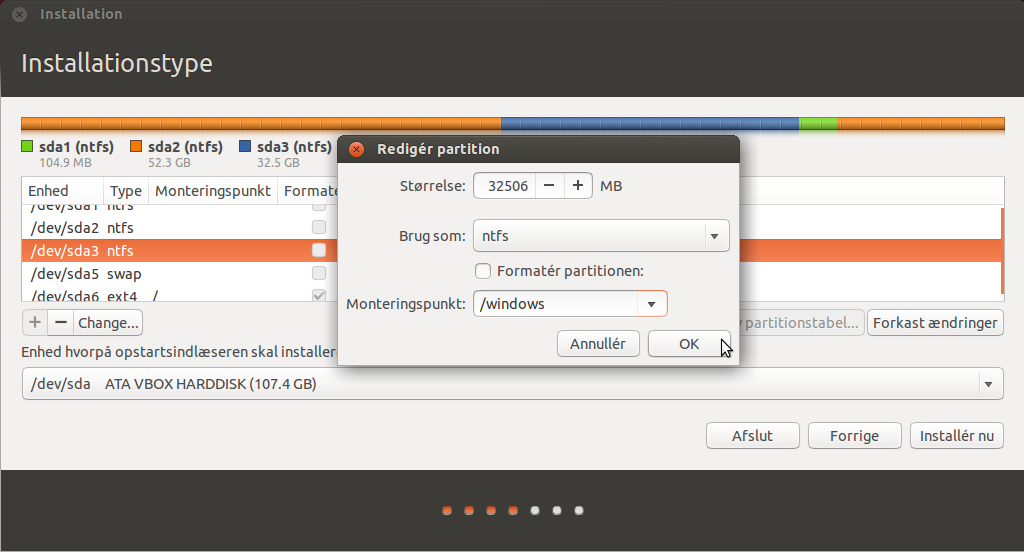 Installation
Installationstype
sda1 (ntfs)
104.9 MB
sda2 (ntfs)
52.3 GB
sda3 (ntfs)
32.5 GB
Enhed Type Monteringspunkt
/dev/sda1 ntfs
/dev/sda2 ntfs
/dev/sda3 ntfs
/dev/sda5 swap
/dev/sda6 ext4 /
+ − Change...
partitionstabel... Forkast ændringer
Enhed hvorpå opstartsindlæseren skal
/dev/sda ATA VBOX HARDDISK (107.4 GB)
Afslut Forrige Installér nu
Redigér partition
Størrelse: 32506 − + MB
Brug som: ntfs
Formatér partitionen:
Monteringspunkt: /windows
Annullér OK